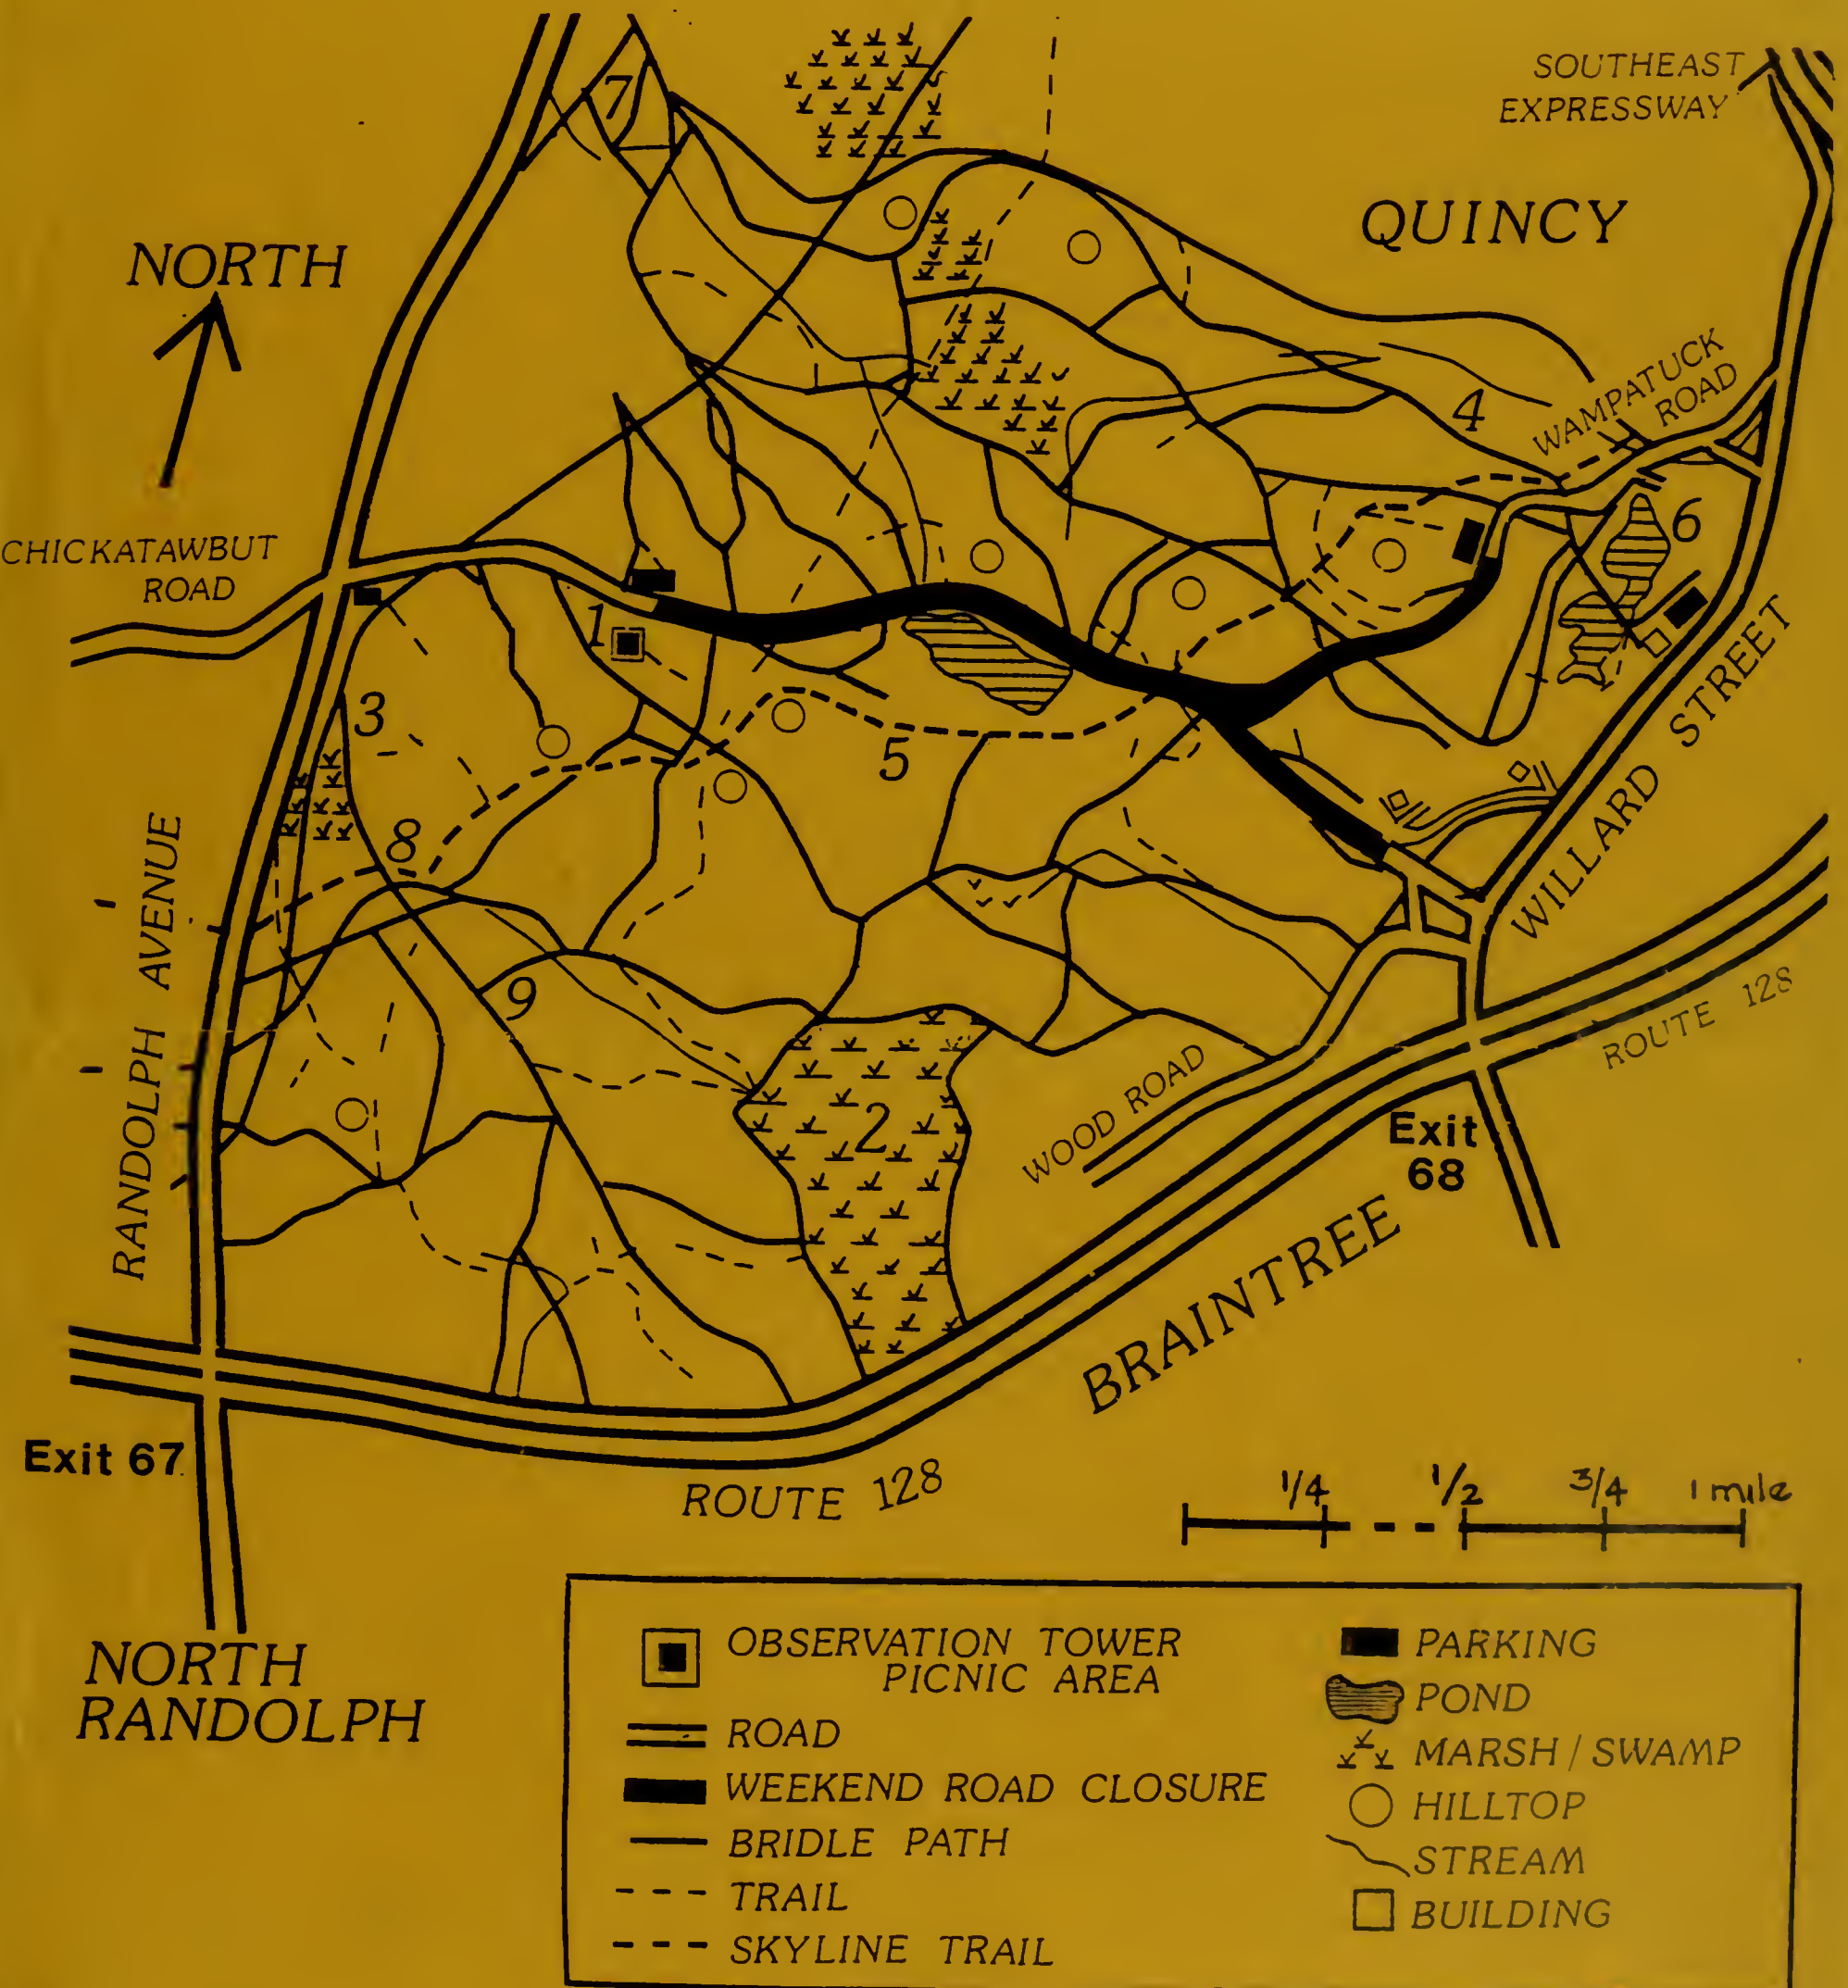 SOUTHEAST
EXPRESSWAY
7
QUINCY
NORTH
WAMPATUCK
ROAD
4
6
CHICKATAWBUT
ROAD
1
3
5
8
RANDOLPH AVENUE
WILLARD STREET
9
2
ROUTE 128
WOOD ROAD
Exit
68
BRAINTREE
Exit 67
ROUTE 128
1/4 1/2 3/4 1 mile
NORTH
RANDOLPH
OBSERVATION TOWER
PICNIC AREA
ROAD
WEEKEND ROAD CLOSURE
BRIDLE PATH
TRAIL
SKYLINE TRAIL
PARKING
POND
MARSH / SWAMP
HILLTOP
STREAM
BUILDING